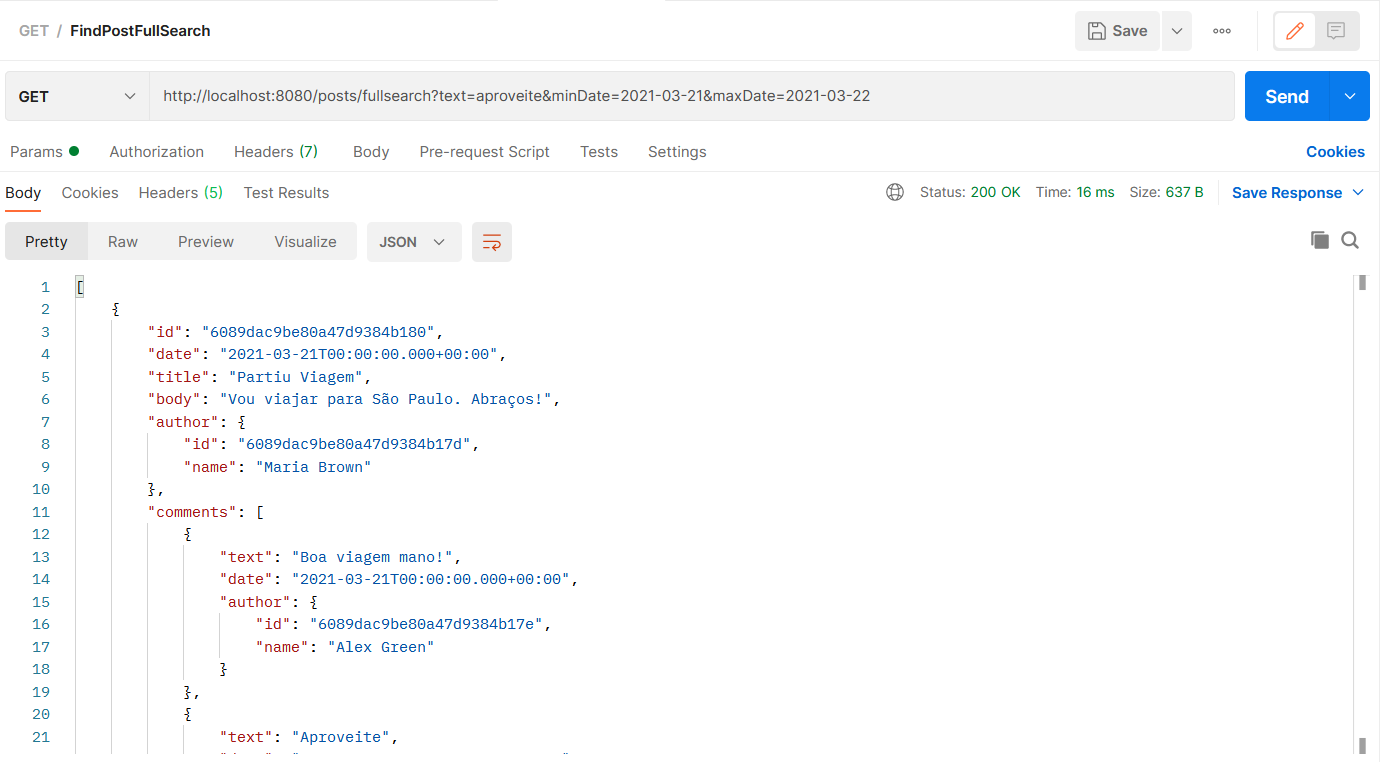 GET / FindPostFullSearch
Save
GET
http://localhost:8080/posts/fullsearch?text=aproveite&minDate=2021-03-21&maxDate=2021-03-22
Send
Params Authorization Headers (7) Body Pre-request Script Tests Settings Cookies
Body Cookies Headers (5) Test Results Status: 200 OK Time: 16 ms Size: 637 B Save Response
Pretty Raw Preview Visualize JSON
1 [
2 {
3 "id": "6089dac9be80a47d9384b180",
4 "date": "2021-03-21T00:00:00.000+00:00",
5 "title": "Partiu Viagem",
6 "body": "Vou viajar para São Paulo. Abraços!",
7 "author": {
8 "id": "6089dac9be80a47d9384b17d",
9 "name": "Maria Brown"
10 },
11 "comments": [
12 {
13 "text": "Boa viagem mano!",
14 "date": "2021-03-21T00:00:00.000+00:00",
15 "author": {
16 "id": "6089dac9be80a47d9384b17e",
17 "name": "Alex Green"
18 }
19 },
20 {
21 "text": "Aproveite",